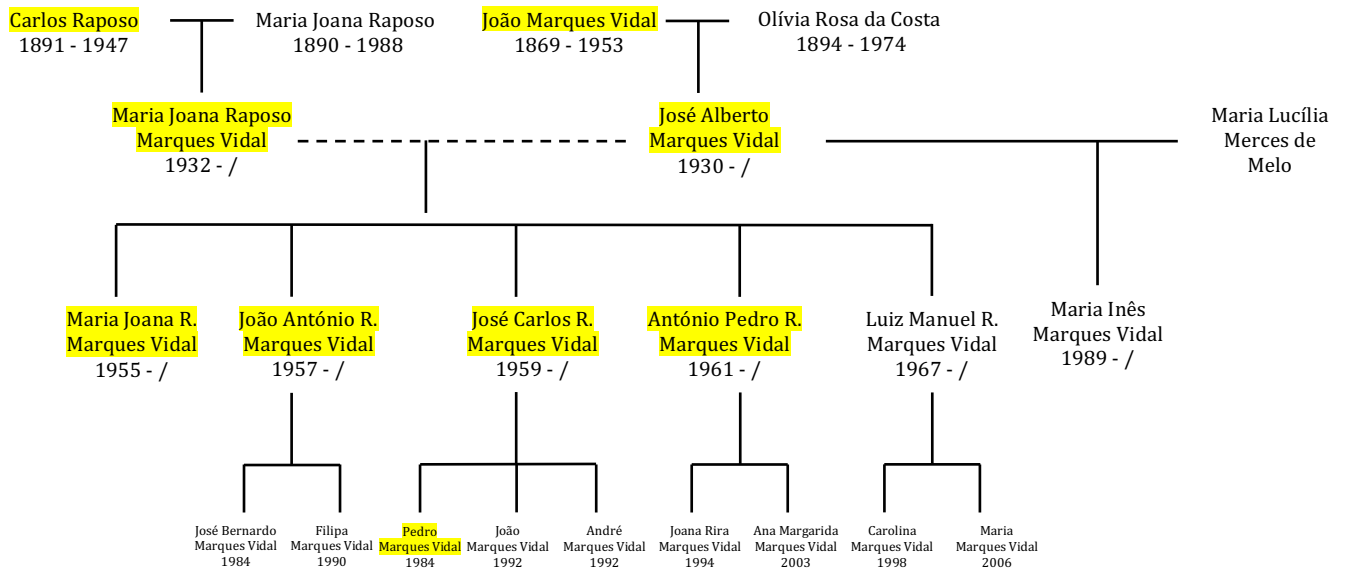 Carlos Raposo
1891 - 1947
Maria Joana Raposo
1890 - 1988
João Marques Vidal
1869 - 1953
Olívia Rosa da Costa
1894 - 1974
Maria Joana Raposo
Marques Vidal
1932 - /
José Alberto
Marques Vidal
1930 - /
Maria Lucília
Merces de
Melo
Maria Joana R.
Marques Vidal
1955 - /
João António R.
Marques Vidal
1957 - /
José Carlos R.
Marques Vidal
1959 - /
António Pedro R.
Marques Vidal
1961 - /
Luiz Manuel R.
Marques Vidal
1967 - /
Maria Inês
Marques Vidal
1989 - /
José Bernardo
Marques Vidal
1984
Filipa
Marques Vidal
1990
Pedro
Marques Vidal
1984
João
Marques Vidal
1992
André
Marques Vidal
1992
Joana Rira
Marques Vidal
1994
Ana Margarida
Marques Vidal
2003
Carolina
Marques Vidal
1998
Maria
Marques Vidal
2006